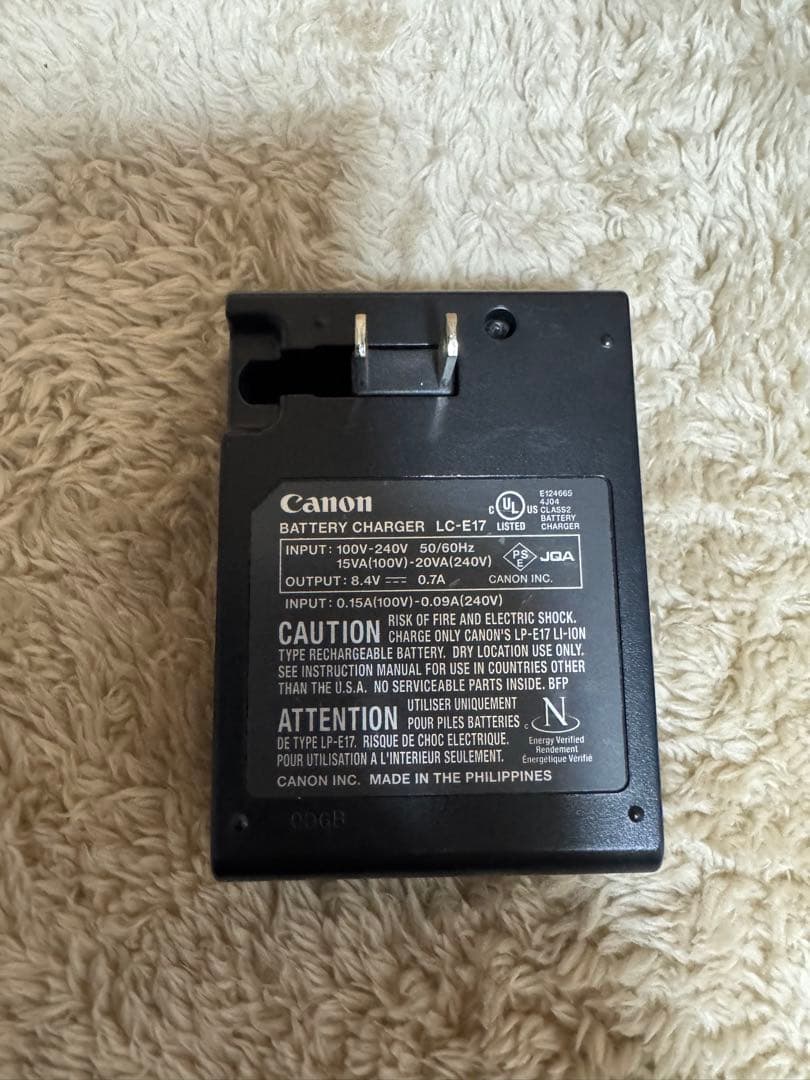 Canon
BATTERY CHARGER LC-E17
C UL US LISTED
E124665
4J04
CLASS2
BATTERY
CHARGER
INPUT: 100V-240V 50/60Hz
15VA(100V)-20VA(240V)
OUTPUT: 8.4V ⎓ 0.7A
PS E JQA
CANON INC.
INPUT: 0.15A(100V)-0.09A(240V)
CAUTION RISK OF FIRE AND ELECTRIC SHOCK.
CHARGE ONLY CANON'S LP-E17 LI-ION
TYPE RECHARGEABLE BATTERY. DRY LOCATION USE ONLY.
SEE INSTRUCTION MANUAL FOR USE IN COUNTRIES OTHER
THAN THE U.S.A. NO SERVICEABLE PARTS INSIDE. BFP
ATTENTION UTILISER UNIQUEMENT
POUR PILES BATTERIES
DE TYPE LP-E17. RISQUE DE CHOC ELECTRIQUE.
POUR UTILISATION A L'INTERIEUR SEULEMENT.
c N
Energy Verified
Rendement
Énergétique Vérifié
CANON INC. MADE IN THE PHILIPPINES